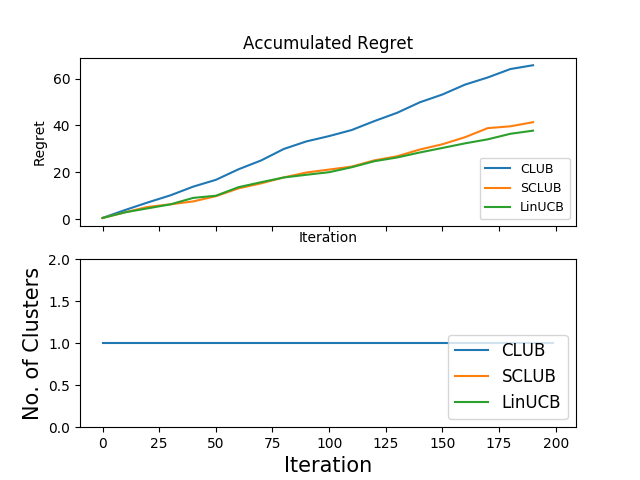 Accumulated Regret
60
40
20
0
Regret
CLUB
SCLUB
LinUCB
Iteration
2.0
1.5
1.0
0.5
0.0
No. of Clusters
CLUB
SCLUB
LinUCB
0 25 50 75 100 125 150 175 200
Iteration